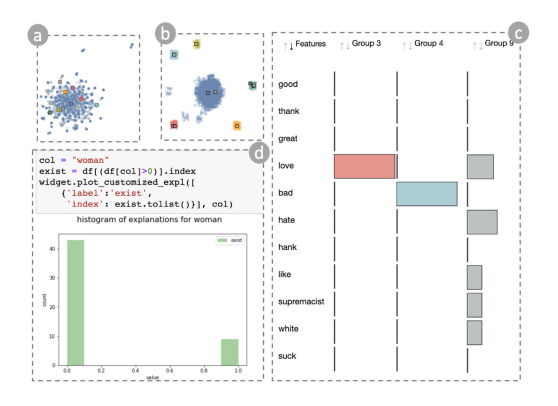 a
b
c
↑↓ Features
↑↓ Group 3
↑↓ Group 4
↑↓ Group 9
good
thank
great
love
bad
hate
hank
like
supremacist
white
suck
d
col = "woman"
exist = df[(df[col]>0)].index
widget.plot_customized_expl([
{'label':'exist',
'index': exist.tolist()}], col)
histogram of explanations for woman
exist
count
40
30
20
10
0
0.0 0.2 0.4 0.6 0.8 1.0
value